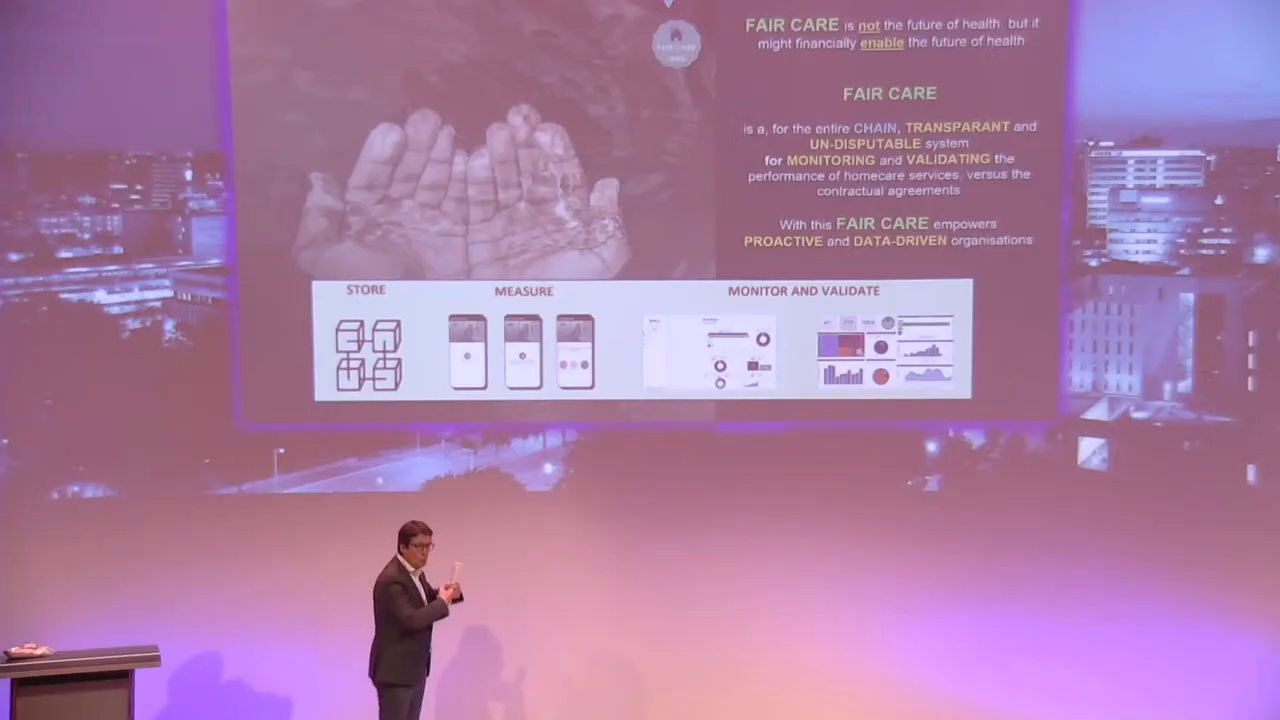 FAIR CARE is not the future of health, but it
might financially enable the future of health
FAIR CARE
FAIR CARE
is a, for the entire CHAIN, TRANSPARANT and
UN-DISPUTABLE system
for MONITORING and VALIDATING the
performance of homecare services, versus the
contractual agreements
With this FAIR CARE empowers
PROACTIVE and DATA-DRIVEN organisations
STORE
MEASURE
MONITOR AND VALIDATE